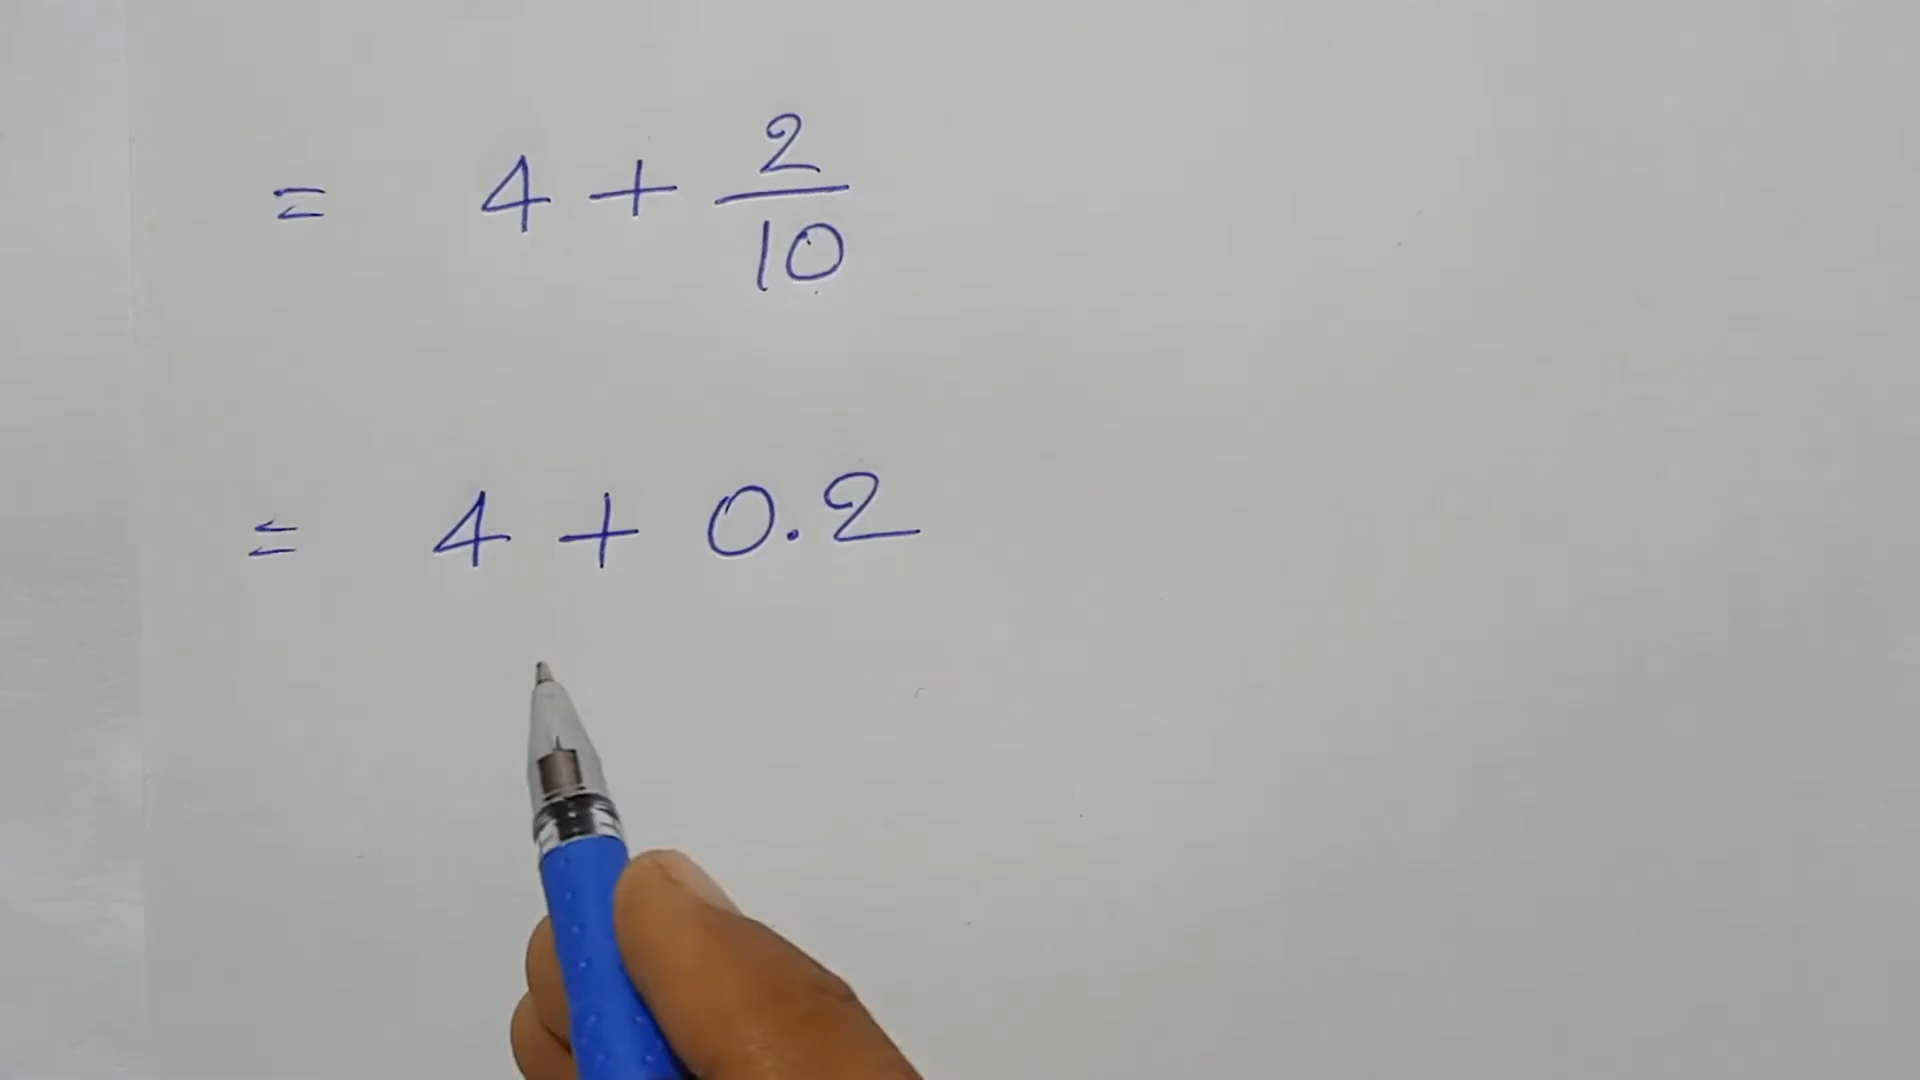 = 4 + 2/10
= 4 + 0.2